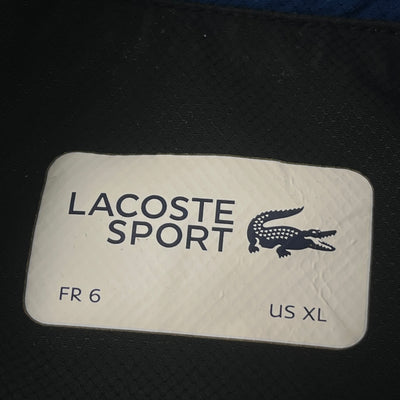 LACOSTE
SPORT
FR 6
US XL